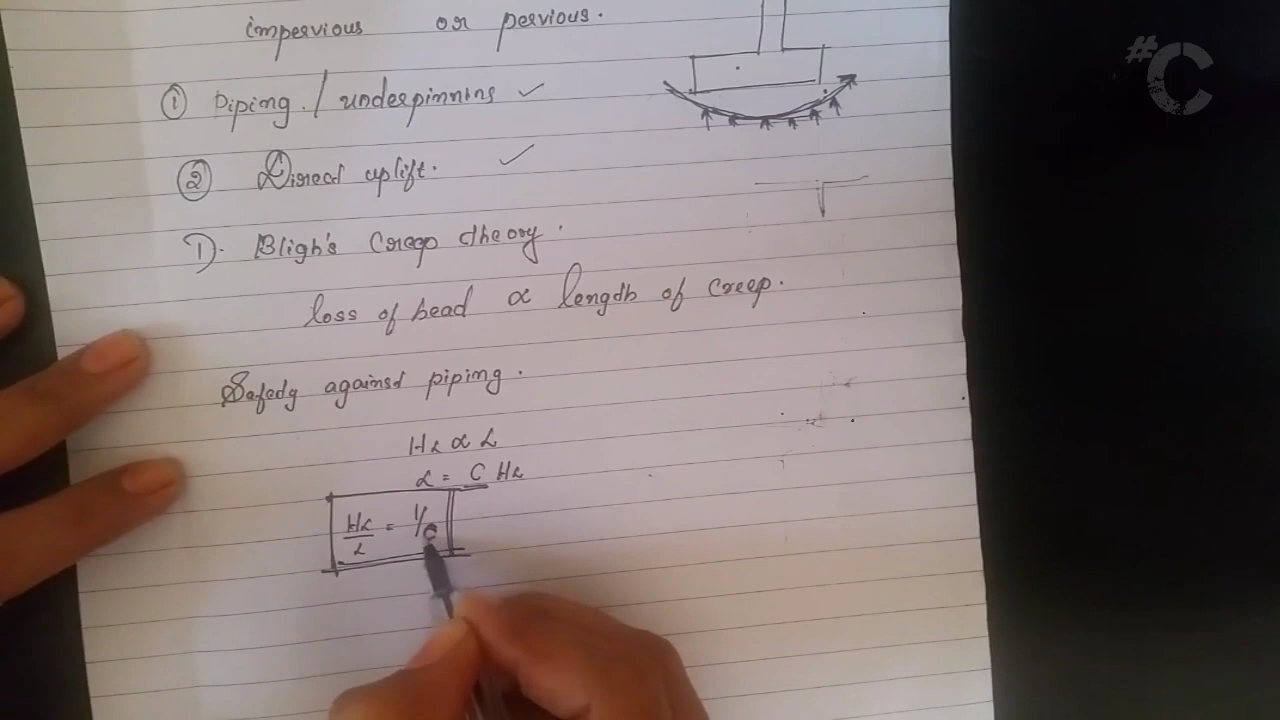 impervious or pervious.
#C
① Piping / underpinning ✓
② Direct uplift. ✓
1). Bligh's Creep theory.
loss of head ∝ length of creep.
Safety against piping.
HL ∝ L
L = C HL
HL/L = 1/C